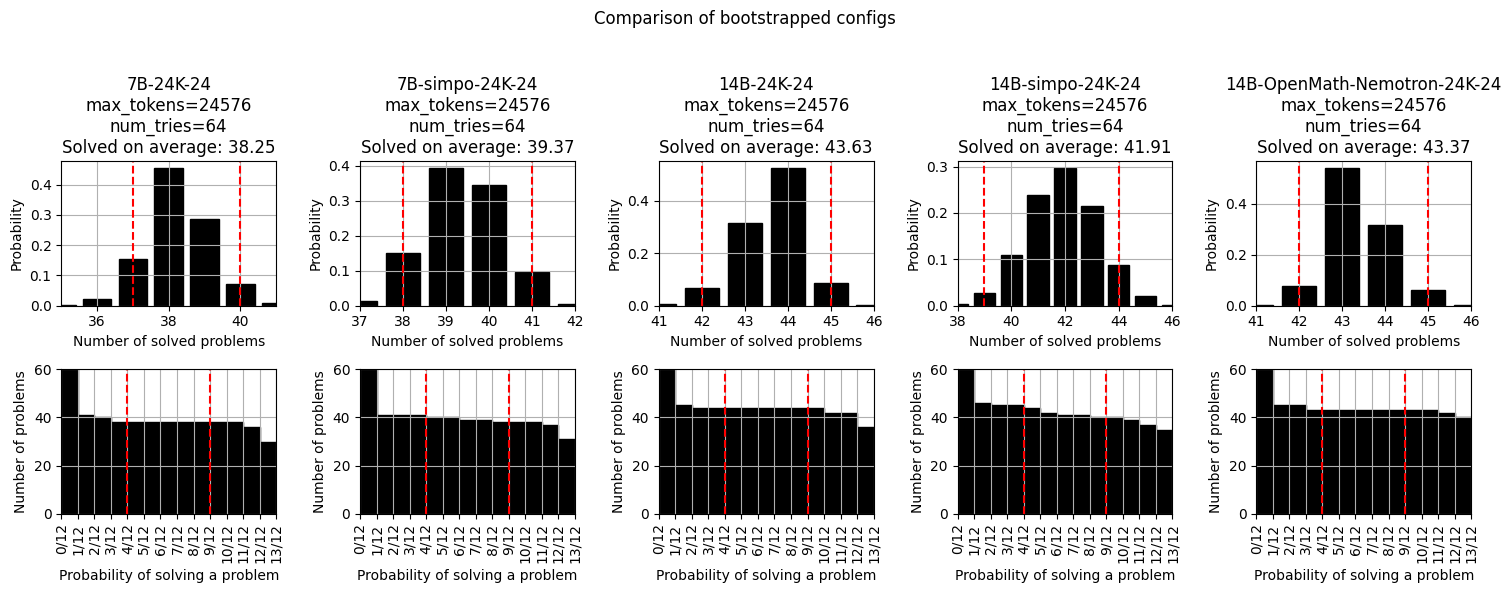 Comparison of bootstrapped configs
7B-24K-24
max_tokens=24576
num_tries=64
Solved on average: 38.25
Probability
0.4
0.3
0.2
0.1
0.0
36 38 40
Number of solved problems
7B-simpo-24K-24
max_tokens=24576
num_tries=64
Solved on average: 39.37
Probability
0.4
0.3
0.2
0.1
0.0
37 38 39 40 41 42
Number of solved problems
14B-24K-24
max_tokens=24576
num_tries=64
Solved on average: 43.63
Probability
0.4
0.2
0.0
41 42 43 44 45 46
Number of solved problems
14B-simpo-24K-24
max_tokens=24576
num_tries=64
Solved on average: 41.91
Probability
0.3
0.2
0.1
0.0
38 40 42 44 46
Number of solved problems
14B-OpenMath-Nemotron-24K-24
max_tokens=24576
num_tries=64
Solved on average: 43.37
Probability
0.4
0.2
0.0
41 42 43 44 45 46
Number of solved problems
Number of problems
60
40
20
0
0/12 1/12 2/12 3/12 4/12 5/12 6/12 7/12 8/12 9/12 10/12 11/12 12/12 13/12
Probability of solving a problem
Number of problems
60
40
20
0
0/12 1/12 2/12 3/12 4/12 5/12 6/12 7/12 8/12 9/12 10/12 11/12 12/12 13/12
Probability of solving a problem
Number of problems
60
40
20
0
0/12 1/12 2/12 3/12 4/12 5/12 6/12 7/12 8/12 9/12 10/12 11/12 12/12 13/12
Probability of solving a problem
Number of problems
60
40
20
0
0/12 1/12 2/12 3/12 4/12 5/12 6/12 7/12 8/12 9/12 10/12 11/12 12/12 13/12
Probability of solving a problem
Number of problems
60
40
20
0
0/12 1/12 2/12 3/12 4/12 5/12 6/12 7/12 8/12 9/12 10/12 11/12 12/12 13/12
Probability of solving a problem